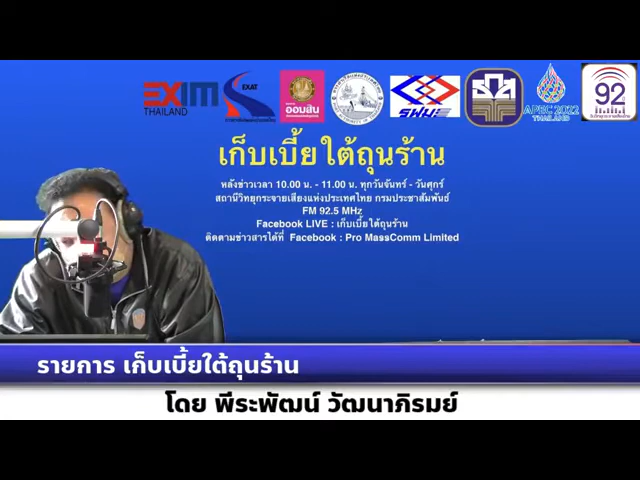 EXIM
THAILAND
EXAT
ออมสิน
รฟม
ธกส
APEC 2022
THAILAND
92
เก็บเบี้ยใต้ถุนร้าน
หลังข่าวเวลา 10.00 น. - 11.00 น. ทุกวันจันทร์ - วันศุกร์
สถานีวิทยุกระจายเสียงแห่งประเทศไทย กรมประชาสัมพันธ์
FM 92.5 MHz
Facebook LIVE : เก็บเบี้ยใต้ถุนร้าน
ติดตามข่าวสารได้ที่ Facebook : Pro MassComm Limited
รายการ เก็บเบี้ยใต้ถุนร้าน
โดย พีระพัฒน์ วัฒนาภิรมย์